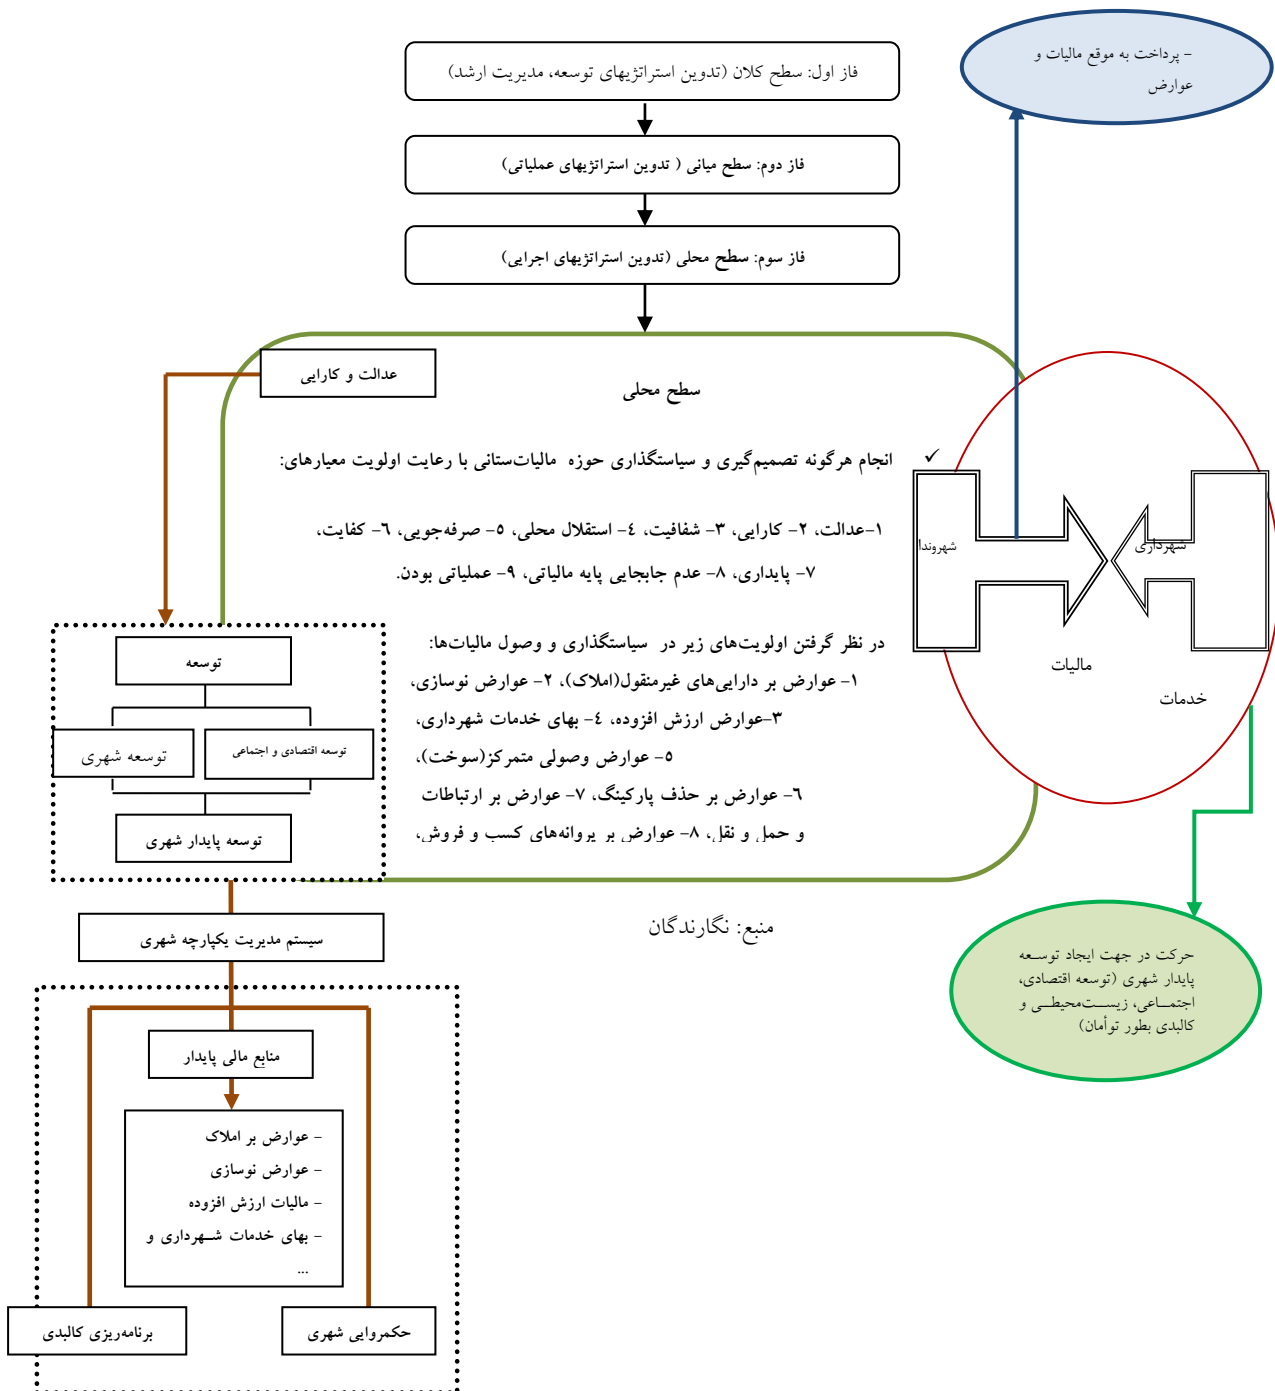 - پرداخت به موقع مالیات و
عوارض
فاز اول: سطح کلان (تدوین استراتژیهای توسعه، مدیریت ارشد)
فاز دوم: سطح میانی ( تدوین استراتژیهای عملیاتی)
فاز سوم: سطح محلی (تدوین استراتژیهای اجرایی)
عدالت و کارایی
سطح محلی
✓
انجام هرگونه تصمیم‌گیری و سیاستگذاری حوزه مالیات‌ستانی با رعایت اولویت معیارهای:
۱-عدالت، ۲- کارایی، ۳- شفافیت، ٤- استقلال محلی، ٥- صرفه‌جویی، ٦- کفایت،
۷- پایداری، ۸- عدم جابجایی پایه مالیاتی، ۹- عملیاتی بودن.
شهروندا
شهرداری
مالیات
خدمات
در نظر گرفتن اولویت‌های زیر در سیاستگذاری و وصول مالیات‌ها:
۱- عوارض بر دارایی‌های غیرمنقول(املاک)، ۲- عوارض نوسازی،
۳-عوارض ارزش افزوده، ٤- بهای خدمات شهرداری،
٥- عوارض وصولی متمرکز(سوخت)،
٦- عوارض بر حذف پارکینگ، ۷- عوارض بر ارتباطات
و حمل و نقل، ۸- عوارض بر پروانه‌های کسب و فروش،
توسعه
توسعه اقتصادی و اجتماعی
توسعه شهری
توسعه پایدار شهری
سیستم مدیریت یکپارچه شهری
منبع: نگارندگان
حرکت در جهت ایجاد توسـعه
پایدار شهری (توسعه اقتصادی،
اجتمـــاعی، زیســـت‌محیطـــی و
کالبدی بطور توأمان)
منابع مالی پایدار
- عوارض بر املاک
- عوارض نوسازی
- مالیات ارزش افزوده
- بهای خدمات شـهرداری و
...
حکمروایی شهری
برنامه‌ریزی کالبدی